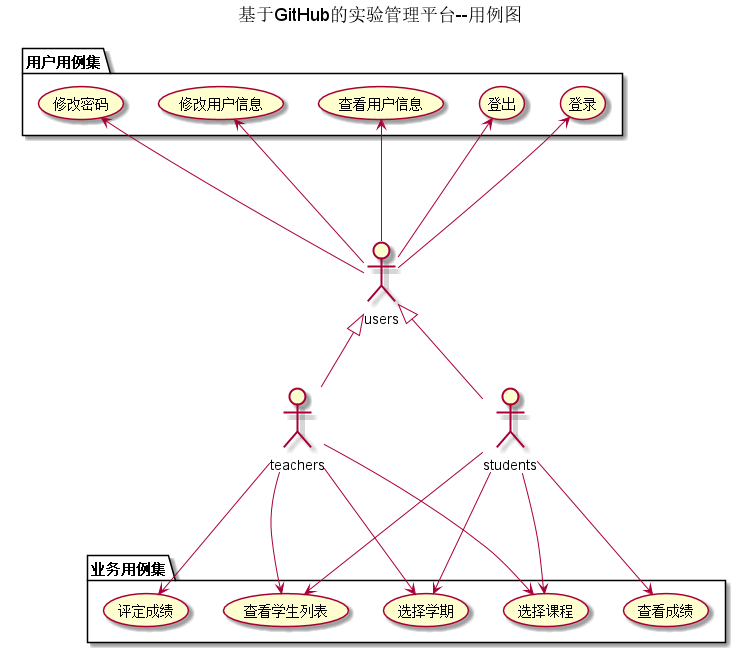 基于GitHub的实验管理平台--用例图
用户用例集
修改密码
修改用户信息
查看用户信息
登出
登录
users
teachers
students
业务用例集
评定成绩
查看学生列表
选择学期
选择课程
查看成绩